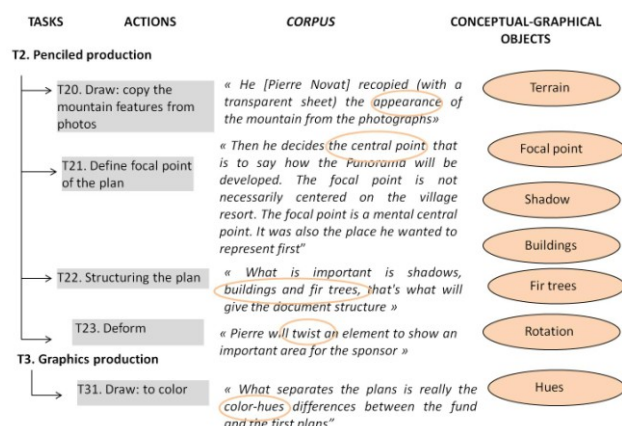 TASKS ACTIONS CORPUS CONCEPTUAL-GRAPHICAL
OBJECTS
T2. Penciled production
T20. Draw: copy the
mountain features from
photos
« He [Pierre Novat] recopied (with a
transparent sheet) the appearance of
the mountain from the photographs»
Terrain
T21. Define focal point
of the plan
« Then he decides the central point that
is to say how the Panorama will be
developed. The focal point is not
necessarily centered on the village
resort. The focal point is a mental central
point. It was also the place he wanted to
represent first"
Focal point
Shadow
Buildings
T22. Structuring the plan
« What is important is shadows,
buildings and fir trees, that's what will
give the document structure »
Fir trees
T23. Deform
« Pierre will twist an element to show an
important area for the sponsor »
Rotation
T3. Graphics production
T31. Draw: to color
« What separates the plans is really the
color-hues differences between the fund
and the first plans"
Hues